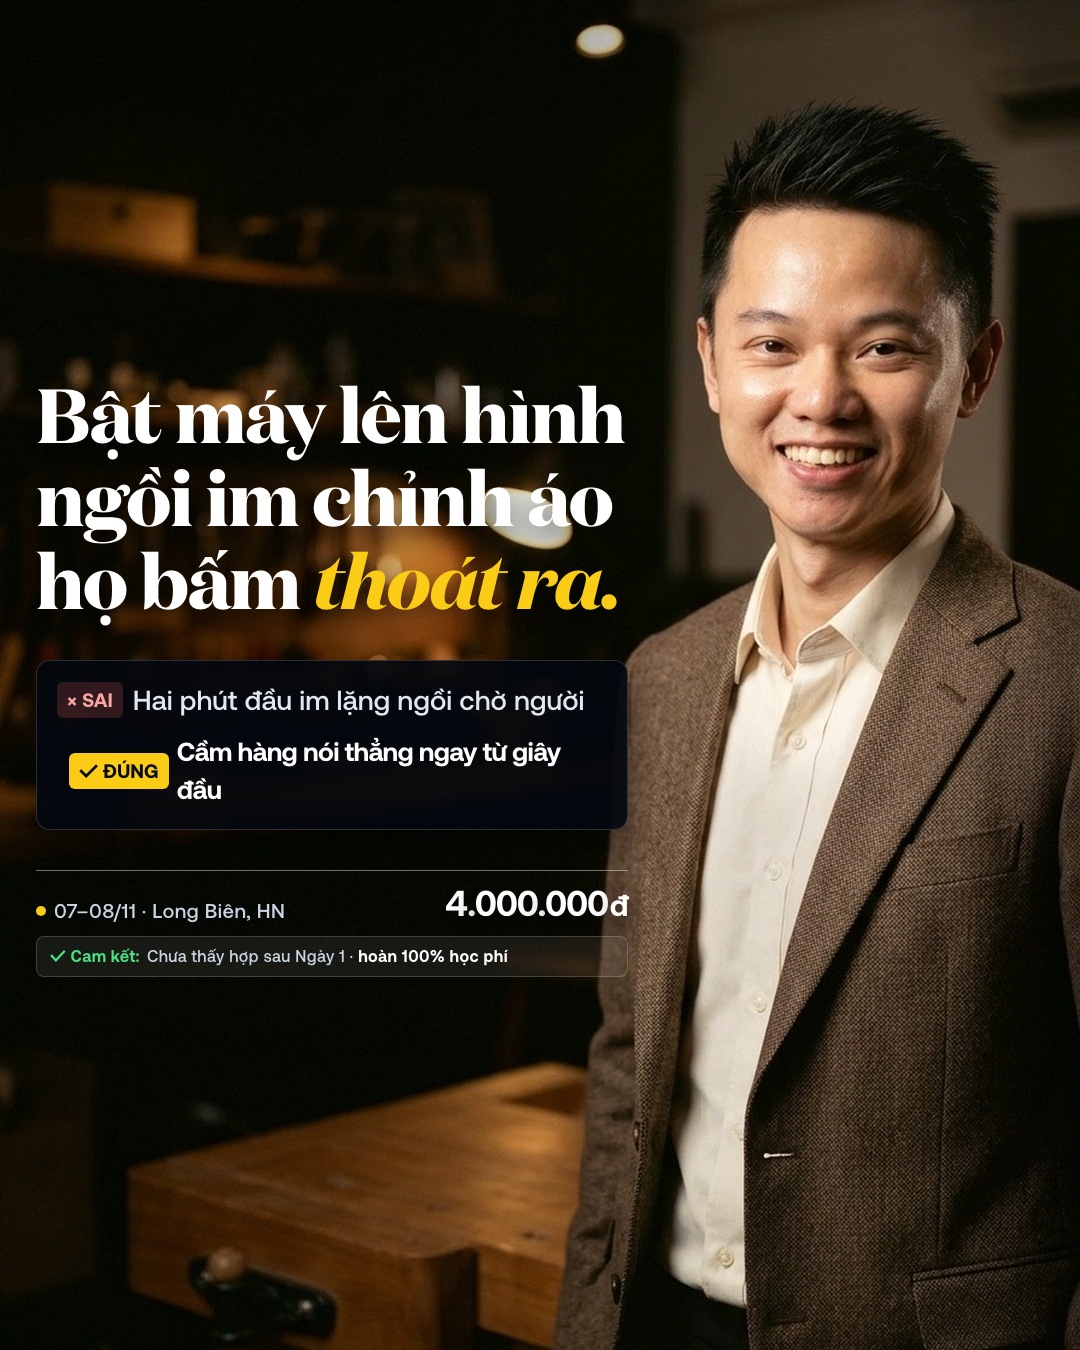 Bật máy lên hình
ngồi im chỉnh áo
họ bấm thoát ra.
× SAI Hai phút đầu im lặng ngồi chờ người
✓ ĐÚNG Cầm hàng nói thẳng ngay từ giây
đầu
07–08/11 · Long Biên, HN 4.000.000đ
✓ Cam kết: Chưa thấy hợp sau Ngày 1 · hoàn 100% học phí